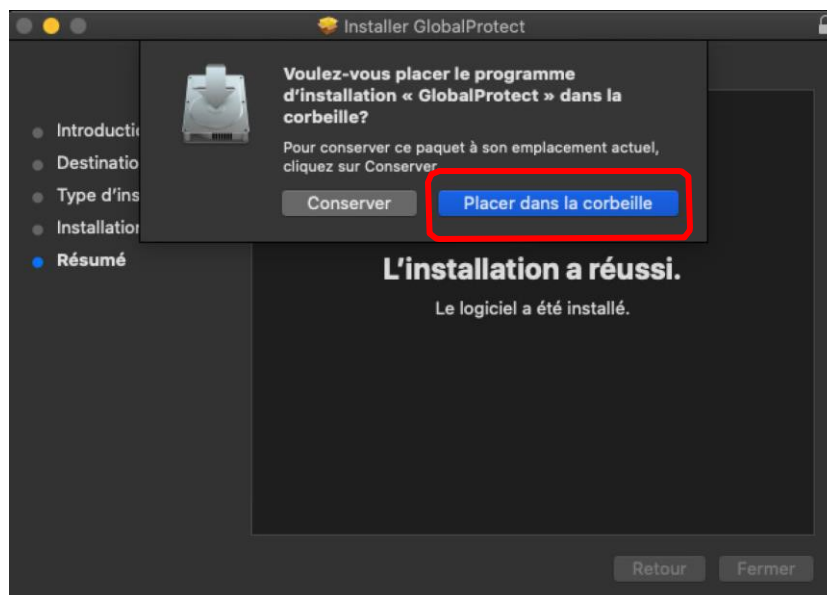 Installer GlobalProtect
Voulez-vous placer le programme
d'installation « GlobalProtect » dans la
corbeille?
Pour conserver ce paquet à son emplacement actuel,
cliquez sur Conserver.
Conserver
Placer dans la corbeille
Introductio
Destinatio
Type d'ins
Installation
Résumé
L'installation a réussi.
Le logiciel a été installé.
Retour
Fermer